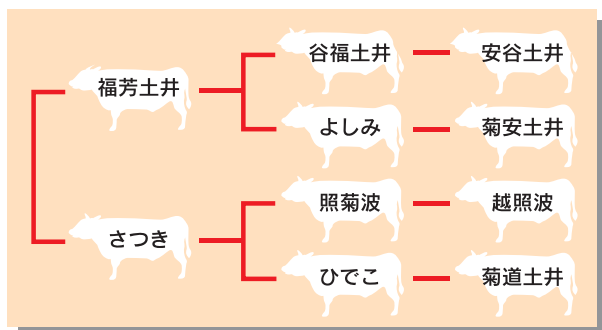 谷福土井
安谷土井
福芳土井
よしみ
菊安土井
照菊波
越照波
さつき
ひでこ
菊道土井